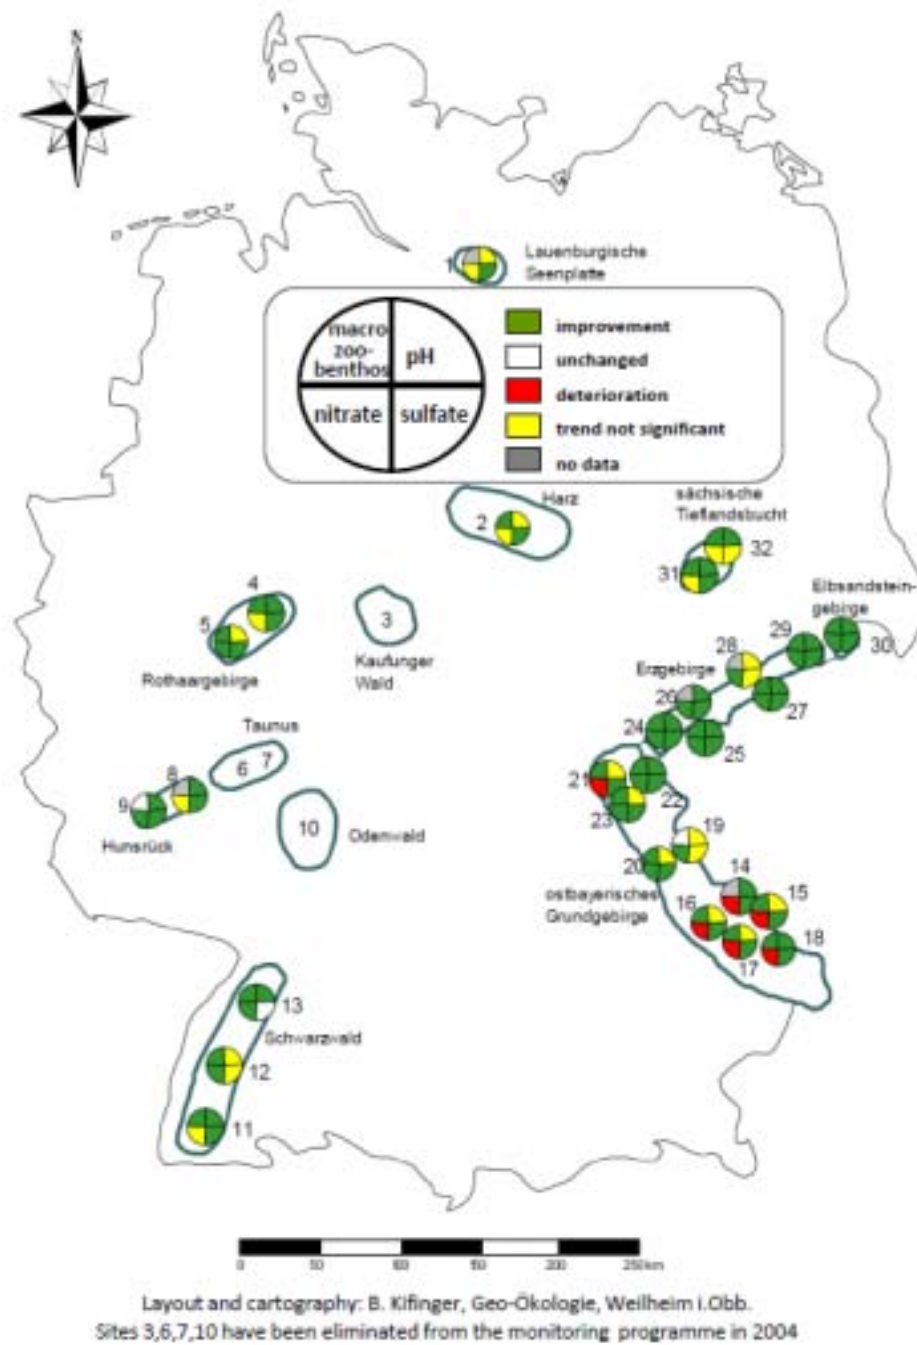 N
1
Lauenburgische
Seenplatte
macro
zoo-
benthos
pH
nitrate
sulfate
improvement
unchanged
deterioration
trend not significant
no data
Harz
2
sächsische
Tieflandsbucht
32
31
4
5
Rothaargebirge
3
Kaufunger
Wald
Elbsandstein-
gebirge
29
30
28
Erzgebirge
26
27
24
25
Taunus
6
7
8
9
Hunsrück
10
Odenwald
21
22
23
19
20
ostbayerisches
Grundgebirge
14
15
16
17
18
13
Schwarzwald
12
11
0
50
100
200
250km
Layout and cartography: B. Kifinger, Geo-Ökologie, Weilheim i.Obb.
Sites 3,6,7,10 have been eliminated from the monitoring programme in 2004